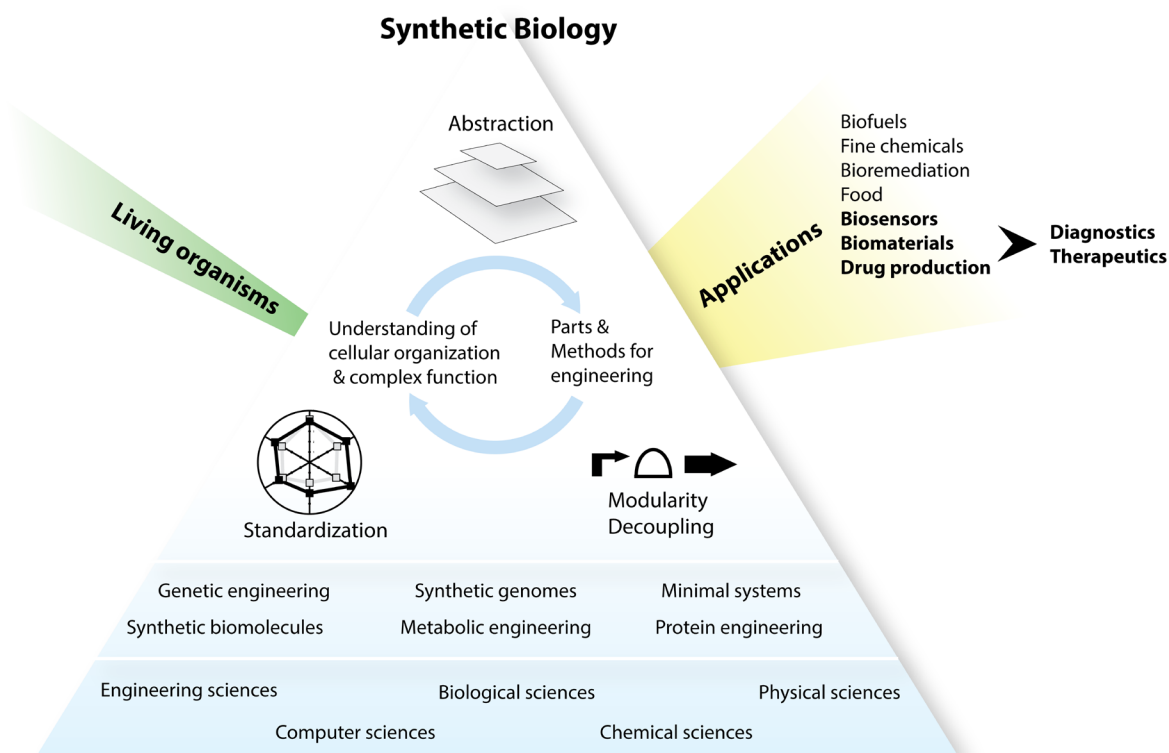 Synthetic Biology
Abstraction
Living organisms
Applications
Biofuels
Fine chemicals
Bioremediation
Food
Biosensors
Biomaterials
Drug production
Diagnostics
Therapeutics
Understanding of
cellular organization
& complex function
Parts &
Methods for
engineering
Standardization
Modularity
Decoupling
Genetic engineering
Synthetic genomes
Minimal systems
Synthetic biomolecules
Metabolic engineering
Protein engineering
Engineering sciences
Biological sciences
Physical sciences
Computer sciences
Chemical sciences